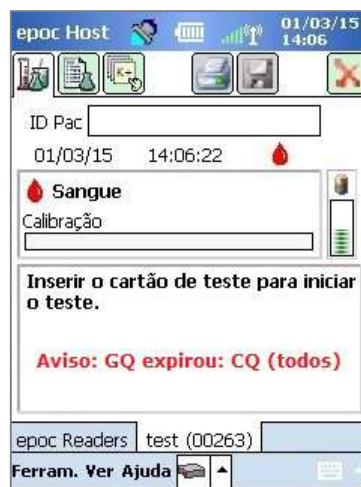 epoc Host 01/03/15
14:06
K+
ID Pac
01/03/15 14:06:22
Sangue
Calibração
Inserir o cartão de teste para iniciar
o teste.
Aviso: GQ expirou: CQ (todos)
epoc Readers test (00263)
Ferram. Ver Ajuda